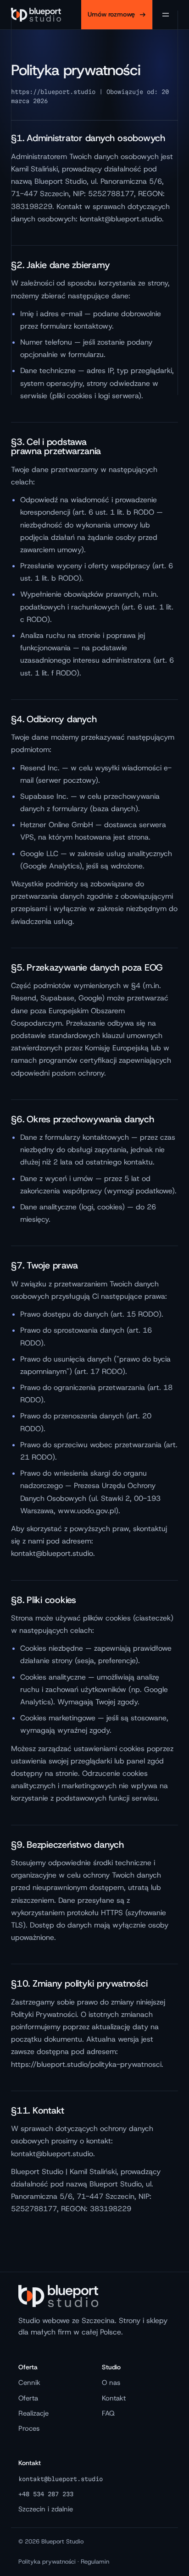 blueport
studio
Umów rozmowę →
Polityka prywatności
https://blueport.studio | Obowiązuje od: 20
marca 2026
§1. Administrator danych osobowych
Administratorem Twoich danych osobowych jest
Kamil Staliński, prowadzący działalność pod
nazwą Blueport Studio, ul. Panoramiczna 5/6,
71-447 Szczecin, NIP: 5252788177, REGON:
383198229. Kontakt w sprawach dotyczących
danych osobowych: kontakt@blueport.studio.
§2. Jakie dane zbieramy
W zależności od sposobu korzystania ze strony,
możemy zbierać następujące dane:
• Imię i adres e-mail — podane dobrowolnie
przez formularz kontaktowy.
• Numer telefonu — jeśli zostanie podany
opcjonalnie w formularzu.
• Dane techniczne — adres IP, typ przeglądarki,
system operacyjny, strony odwiedzane w
serwisie (pliki cookies i logi serwera).
§3. Cel i podstawa
prawna przetwarzania
Twoje dane przetwarzamy w następujących
celach:
• Odpowiedź na wiadomość i prowadzenie
korespondencji (art. 6 ust. 1 lit. b RODO —
niezbędność do wykonania umowy lub
podjęcia działań na żądanie osoby przed
zawarciem umowy).
• Przesłanie wyceny i oferty współpracy (art. 6
ust. 1 lit. b RODO).
• Wypełnienie obowiązków prawnych, m.in.
podatkowych i rachunkowych (art. 6 ust. 1 lit.
c RODO).
• Analiza ruchu na stronie i poprawa jej
funkcjonowania — na podstawie
uzasadnionego interesu administratora (art. 6
ust. 1 lit. f RODO).
§4. Odbiorcy danych
Twoje dane możemy przekazywać następującym
podmiotom:
• Resend Inc. — w celu wysyłki wiadomości e-
mail (serwer pocztowy).
• Supabase Inc. — w celu przechowywania
danych z formularzy (baza danych).
• Hetzner Online GmbH — dostawca serwera
VPS, na którym hostowana jest strona.
• Google LLC — w zakresie usług analitycznych
(Google Analytics), jeśli są wdrożone.
Wszystkie podmioty są zobowiązane do
przetwarzania danych zgodnie z obowiązującymi
przepisami i wyłącznie w zakresie niezbędnym do
świadczenia usług.
§5. Przekazywanie danych poza EOG
Część podmiotów wymienionych w §4 (m.in.
Resend, Supabase, Google) może przetwarzać
dane poza Europejskim Obszarem
Gospodarczym. Przekazanie odbywa się na
podstawie standardowych klauzul umownych
zatwierdzonych przez Komisję Europejską lub w
ramach programów certyfikacji zapewniających
odpowiedni poziom ochrony.
§6. Okres przechowywania danych
• Dane z formularzy kontaktowych — przez czas
niezbędny do obsługi zapytania, jednak nie
dłużej niż 2 lata od ostatniego kontaktu.
• Dane z wycen i umów — przez 5 lat od
zakończenia współpracy (wymogi podatkowe).
• Dane analityczne (logi, cookies) — do 26
miesięcy.
§7. Twoje prawa
W związku z przetwarzaniem Twoich danych
osobowych przysługują Ci następujące prawa:
• Prawo dostępu do danych (art. 15 RODO).
• Prawo do sprostowania danych (art. 16
RODO).
• Prawo do usunięcia danych ("prawo do bycia
zapomnianym") (art. 17 RODO).
• Prawo do ograniczenia przetwarzania (art. 18
RODO).
• Prawo do przenoszenia danych (art. 20
RODO).
• Prawo do sprzeciwu wobec przetwarzania (art.
21 RODO).
• Prawo do wniesienia skargi do organu
nadzorczego — Prezesa Urzędu Ochrony
Danych Osobowych (ul. Stawki 2, 00-193
Warszawa, www.uodo.gov.pl).
Aby skorzystać z powyższych praw, skontaktuj
się z nami pod adresem:
kontakt@blueport.studio.
§8. Pliki cookies
Strona może używać plików cookies (ciasteczek)
w następujących celach:
• Cookies niezbędne — zapewniają prawidłowe
działanie strony (sesja, preferencje).
• Cookies analityczne — umożliwiają analizę
ruchu i zachowań użytkowników (np. Google
Analytics). Wymagają Twojej zgody.
• Cookies marketingowe — jeśli są stosowane,
wymagają wyraźnej zgody.
Możesz zarządzać ustawieniami cookies poprzez
ustawienia swojej przeglądarki lub panel zgód
dostępny na stronie. Odrzucenie cookies
analitycznych i marketingowych nie wpływa na
korzystanie z podstawowych funkcji serwisu.
§9. Bezpieczeństwo danych
Stosujemy odpowiednie środki techniczne i
organizacyjne w celu ochrony Twoich danych
przed nieuprawnionym dostępem, utratą lub
zniszczeniem. Dane przesyłane są z
wykorzystaniem protokołu HTTPS (szyfrowanie
TLS). Dostęp do danych mają wyłącznie osoby
upoważnione.
§10. Zmiany polityki prywatności
Zastrzegamy sobie prawo do zmiany niniejszej
Polityki Prywatności. O istotnych zmianach
poinformujemy poprzez aktualizację daty na
początku dokumentu. Aktualna wersja jest
zawsze dostępna pod adresem:
https://blueport.studio/polityka-prywatnosci.
§11. Kontakt
W sprawach dotyczących ochrony danych
osobowych prosimy o kontakt:
kontakt@blueport.studio.
Blueport Studio | Kamil Staliński, prowadzący
działalność pod nazwą Blueport Studio, ul.
Panoramiczna 5/6, 71-447 Szczecin, NIP:
5252788177, REGON: 383198229
blueport
studio
Studio webowe ze Szczecina. Strony i sklepy
dla małych firm w całej Polsce.
Oferta Studio
Cennik O nas
Oferta Kontakt
Realizacje FAQ
Proces
Kontakt
kontakt@blueport.studio
+48 534 287 233
Szczecin i zdalnie
© 2026 Blueport Studio
Polityka prywatności · Regulamin